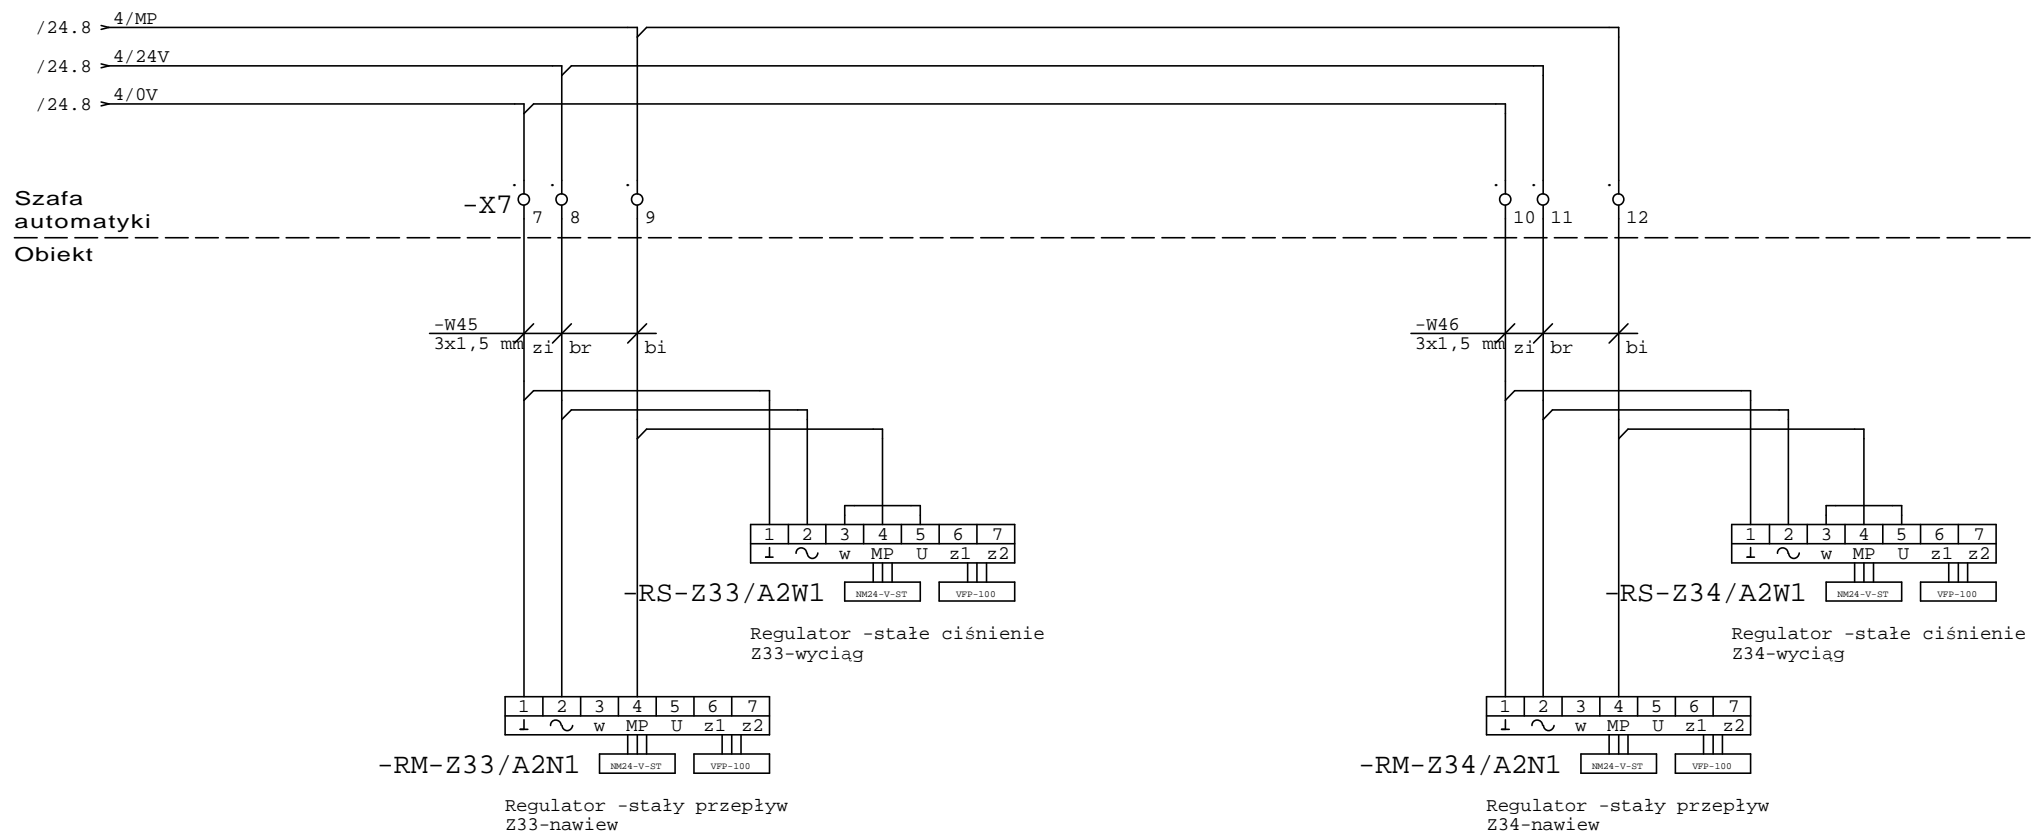 /24.8 4/MP
/24.8 4/24V
/24.8 4/0V
Szafa
automatyki
-X7 7 8 9 10 11 12
Obiekt
-W45
3x1,5 mm zi br bi
-W46
3x1,5 mm zi br bi
1 2 3 4 5 6 7
w MP U z1 z2
-RS-Z33/A2W1 NM24-V-ST VFP-100
Regulator -stałe ciśnienie
Z33-wyciąg
1 2 3 4 5 6 7
w MP U z1 z2
-RS-Z34/A2W1 NM24-V-ST VFP-100
Regulator -stałe ciśnienie
Z34-wyciąg
1 2 3 4 5 6 7
w MP U z1 z2
-RM-Z33/A2N1 NM24-V-ST VFP-100
Regulator -stały przepływ
Z33-nawiew
1 2 3 4 5 6 7
w MP U z1 z2
-RM-Z34/A2N1 NM24-V-ST VFP-100
Regulator -stały przepływ
Z34-nawiew